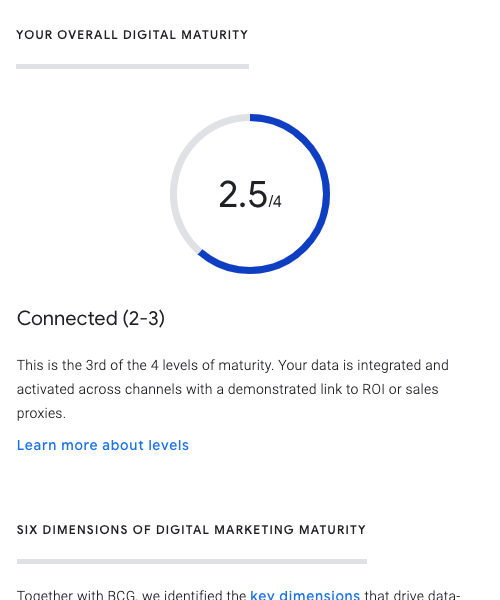 YOUR OVERALL DIGITAL MATURITY
2.5/4
Connected (2-3)
This is the 3rd of the 4 levels of maturity. Your data is integrated and
activated across channels with a demonstrated link to ROI or sales
proxies.
Learn more about levels
SIX DIMENSIONS OF DIGITAL MARKETING MATURITY
Together with BCG, we identified the key dimensions that drive data-